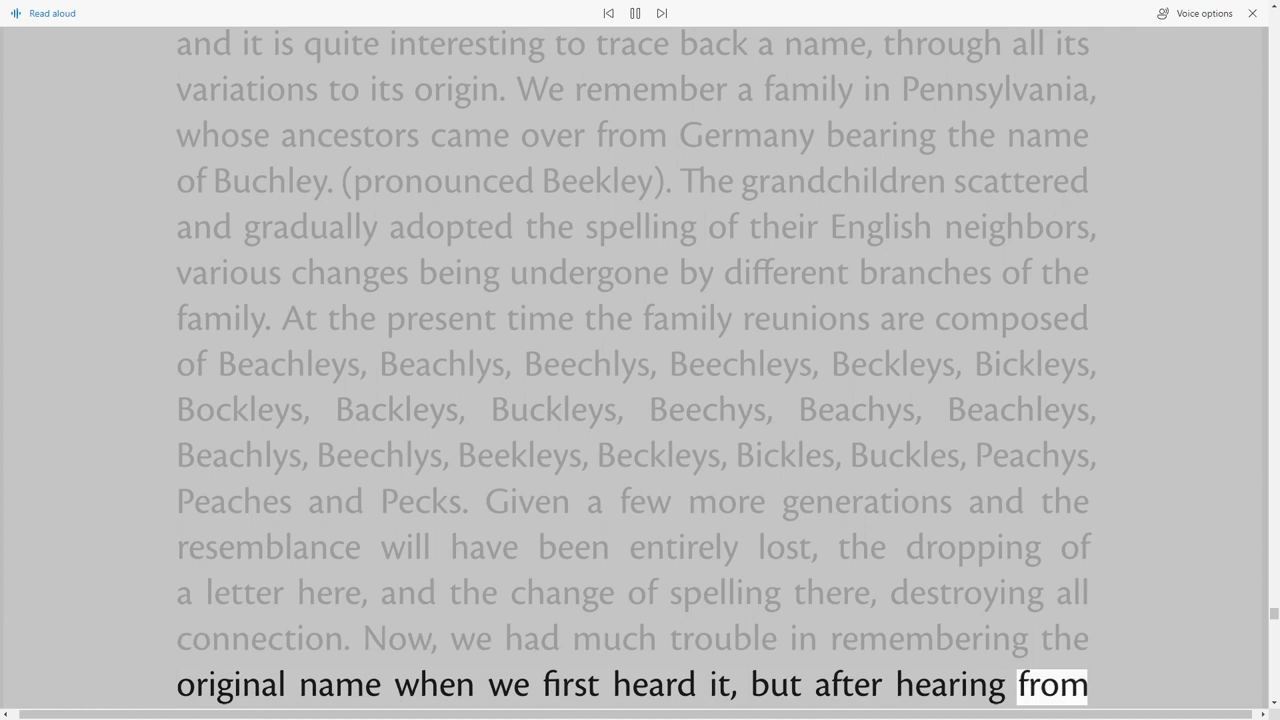 Read aloud
Voice options
and it is quite interesting to trace back a name, through all its
variations to its origin. We remember a family in Pennsylvania,
whose ancestors came over from Germany bearing the name
of Buchley. (pronounced Beekley). The grandchildren scattered
and gradually adopted the spelling of their English neighbors,
various changes being undergone by different branches of the
family. At the present time the family reunions are composed
of Beachleys, Beachlys, Beechlys, Beechleys, Beckleys, Bickleys,
Bockleys, Backleys, Buckleys, Beechys, Beachys, Beachleys,
Beachlys, Beechlys, Beekleys, Beckleys, Bickles, Buckles, Peachys,
Peaches and Pecks. Given a few more generations and the
resemblance will have been entirely lost, the dropping of
a letter here, and the change of spelling there, destroying all
connection. Now, we had much trouble in remembering the
original name when we first heard it, but after hearing from